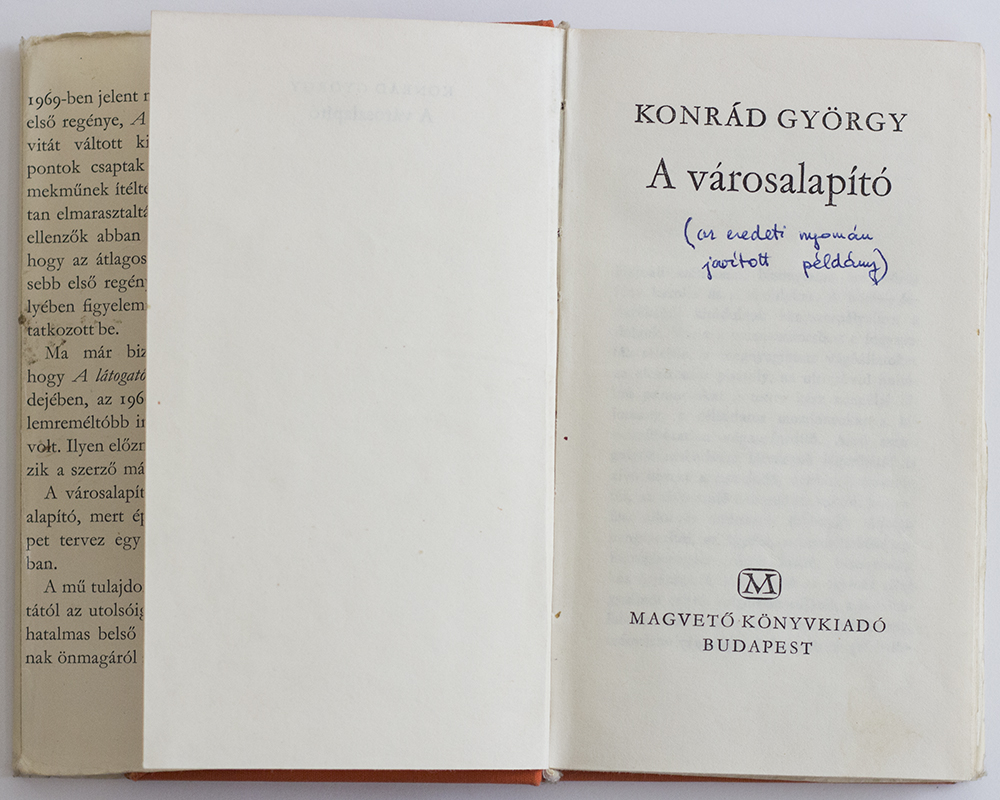 1969-ben jelent
első regénye, A
vitát váltott ki
pontok csaptak
mekműnek ítélte
tan elmarasztalt
ellenzők abban
hogy az átlagos
sebb első regén
lyében figyelem
tatkozott be.
Ma már biz
hogy A látogató
dejében, az 196
lemreméltóbb i
volt. Ilyen előz
zik a szerző má
A városalapít
alapító, mert ép
pet tervez egy
ban.
A mű tulajdo
tától az utolsóig
hatalmas belső
nak önmagáról
KONRÁD GYÖRGY
A városalapító
(az eredeti nyomán
javított példány)
M
MAGVETŐ KÖNYVKIADÓ
BUDAPEST